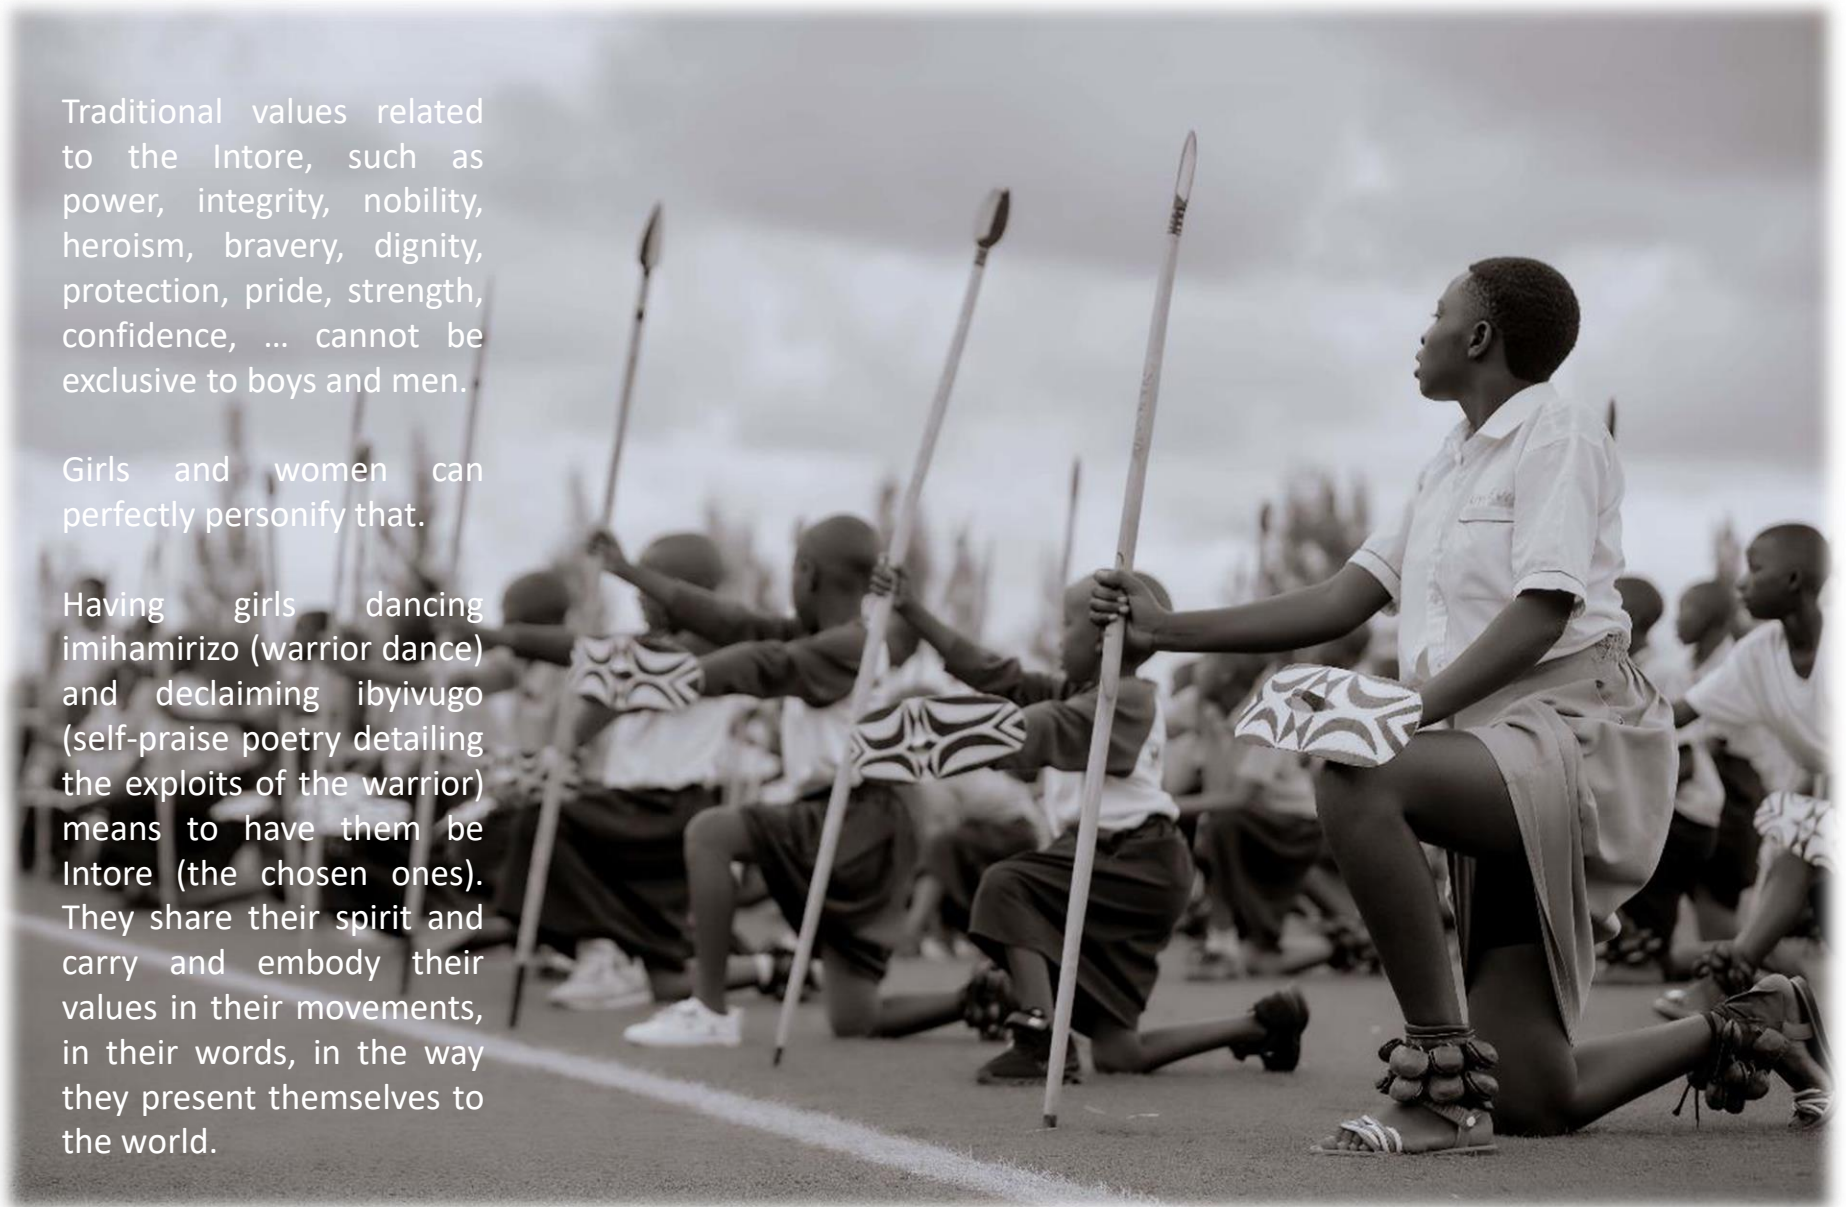 Traditional values related
to the Intore, such as
power, integrity, nobility,
heroism, bravery, dignity,
protection, pride, strength,
confidence, ... cannot be
exclusive to boys and men.
Girls and women can
perfectly personify that.
Having girls dancing
imihamirizo (warrior dance)
and declaiming ibyivugo
(self-praise poetry detailing
the exploits of the warrior)
means to have them be
Intore (the chosen ones).
They share their spirit and
carry and embody their
values in their movements,
in their words, in the way
they present themselves to
the world.